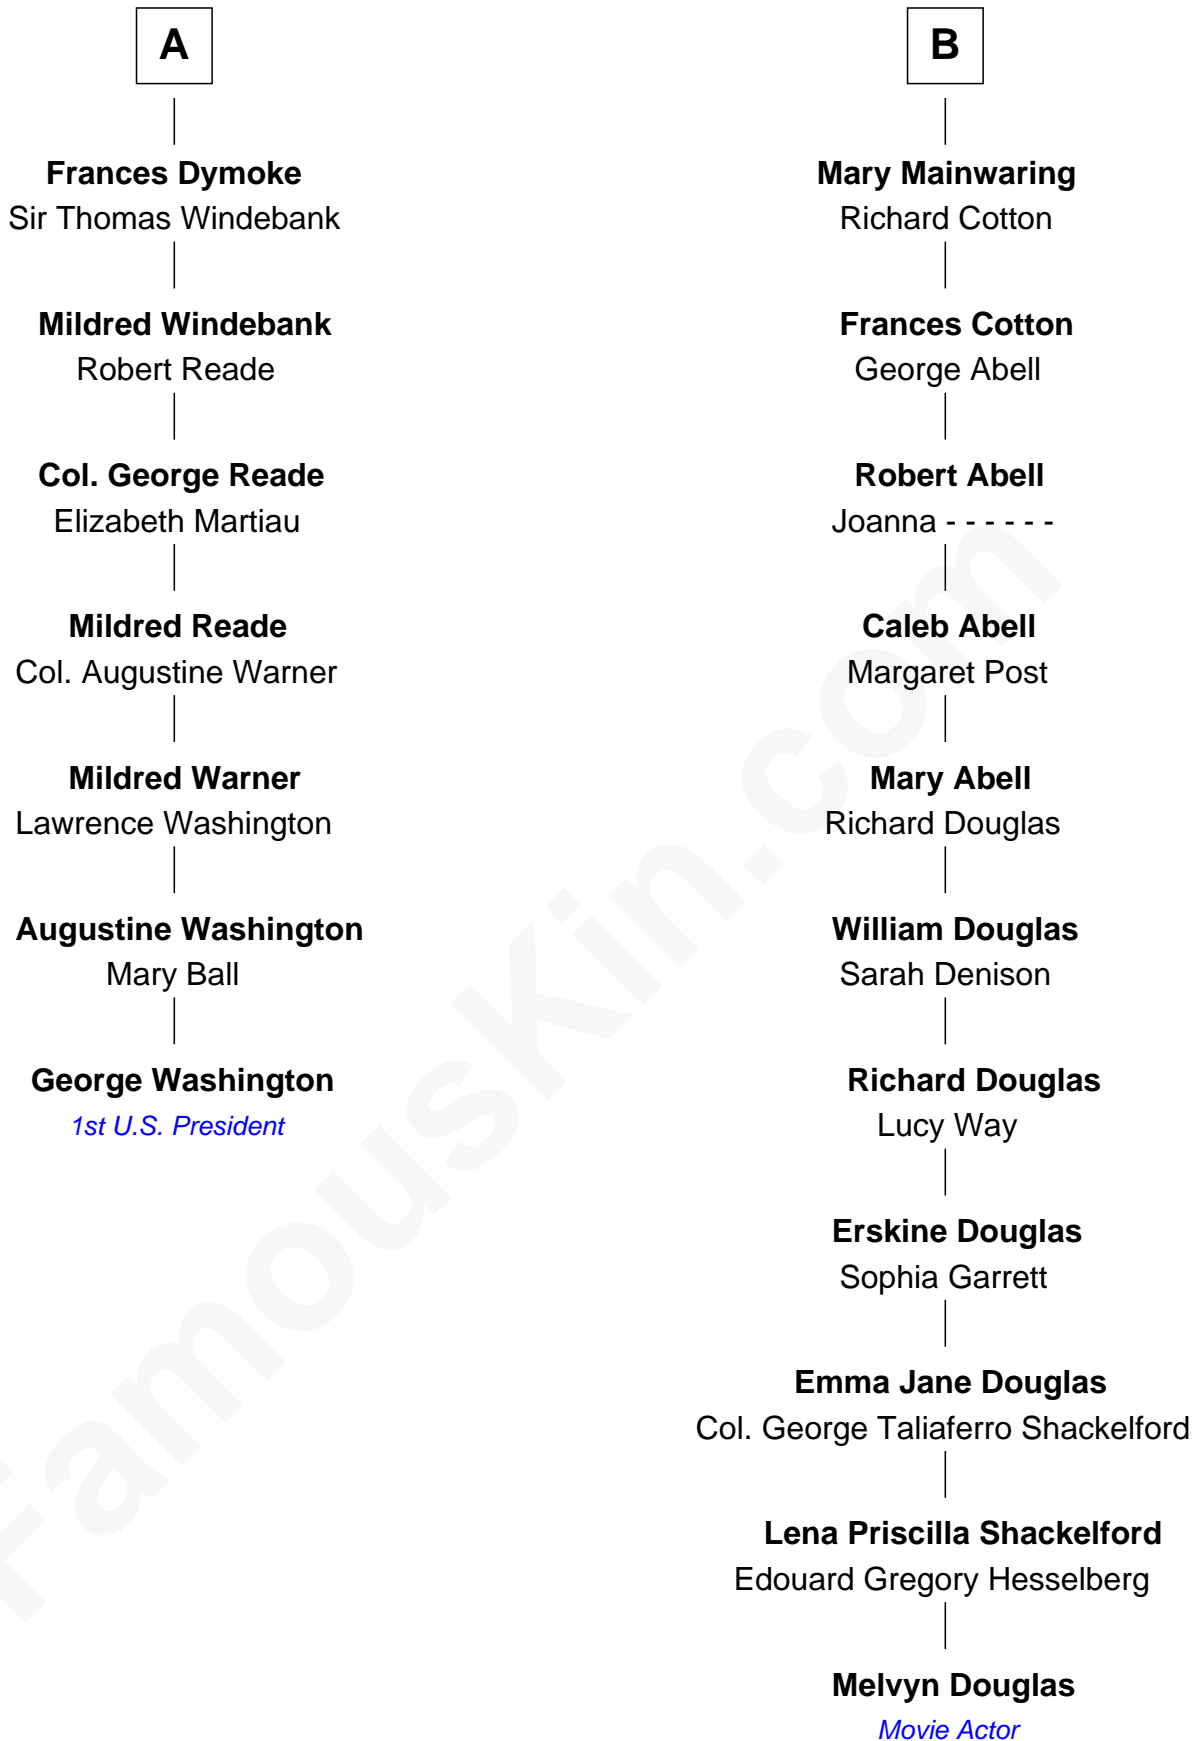 A
Frances Dymoke
Sir Thomas Windebank
Mildred Windebank
Robert Reade
Col. George Reade
Elizabeth Martiau
Mildred Reade
Col. Augustine Warner
Mildred Warner
Lawrence Washington
Augustine Washington
Mary Ball
George Washington
1st U.S. President
B
Mary Mainwaring
Richard Cotton
Frances Cotton
George Abell
Robert Abell
Joanna - - - - - -
Caleb Abell
Margaret Post
Mary Abell
Richard Douglas
William Douglas
Sarah Denison
Richard Douglas
Lucy Way
Erskine Douglas
Sophia Garrett
Emma Jane Douglas
Col. George Taliaferro Shackelford
Lena Priscilla Shackelford
Edouard Gregory Hesselberg
Melvyn Douglas
Movie Actor
FamousKin.com